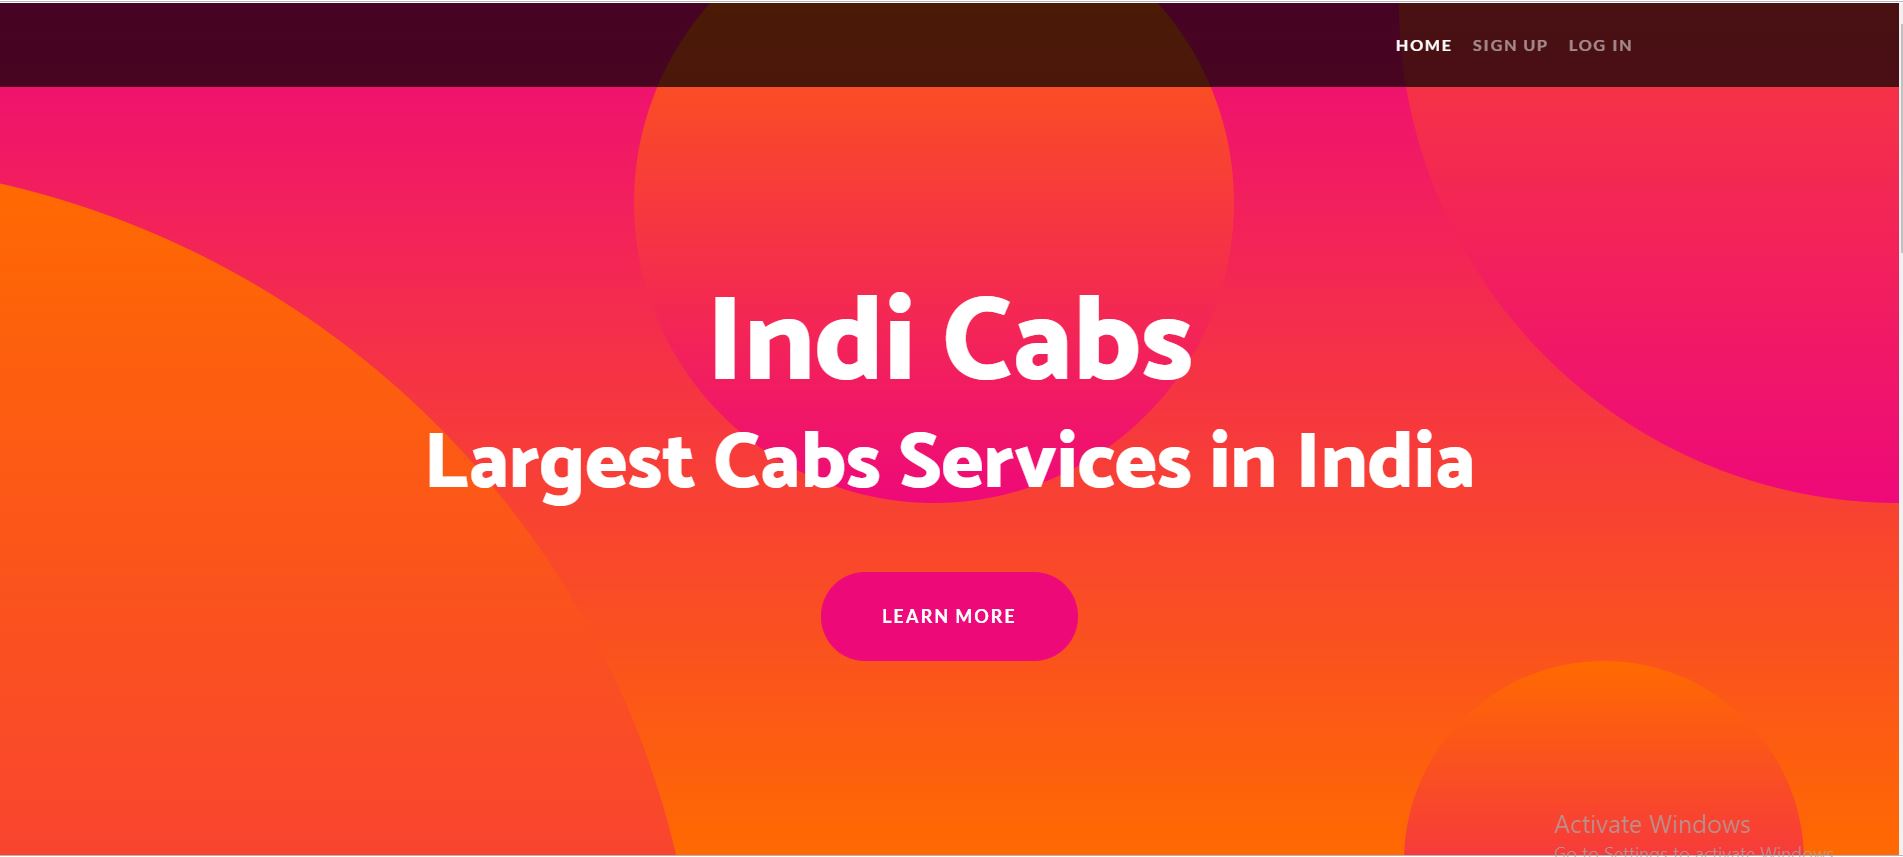 HOME SIGN UP LOG IN
Indi Cabs
Largest Cabs Services in India
LEARN MORE
Activate Windows
Go to Settings to activate Windows.